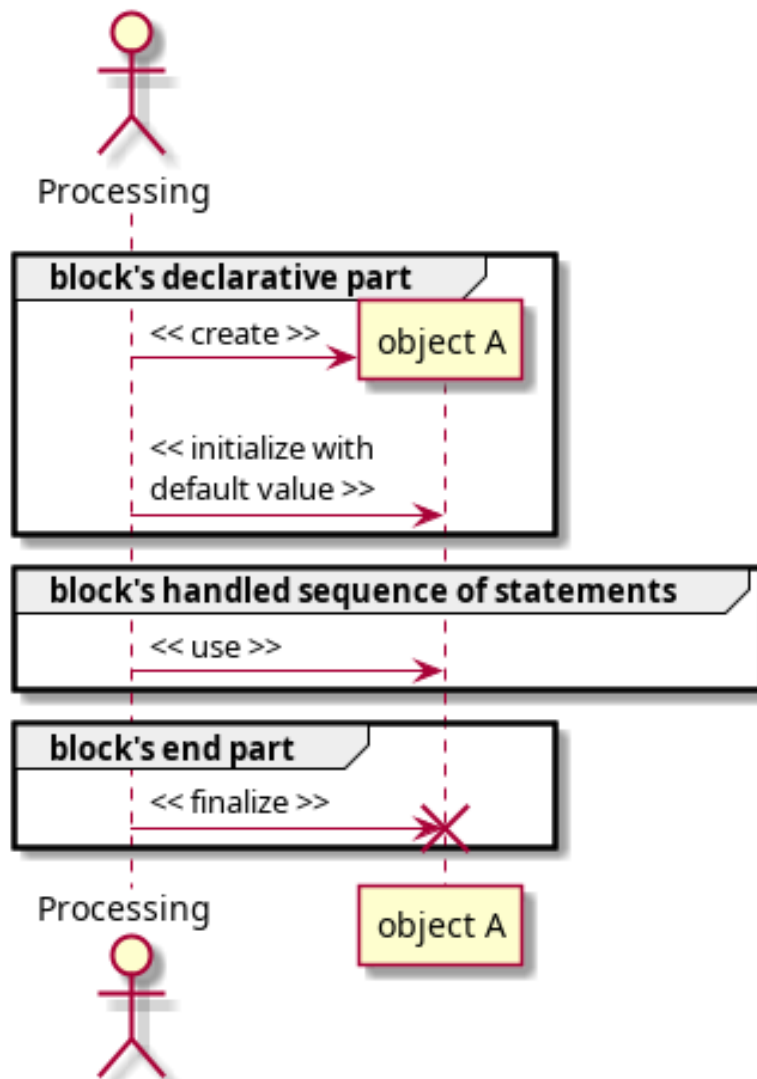 Processing
block's declarative part
<< create >>
object A
<< initialize with
default value >>
block's handled sequence of statements
<< use >>
block's end part
<< finalize >>
Processing
object A